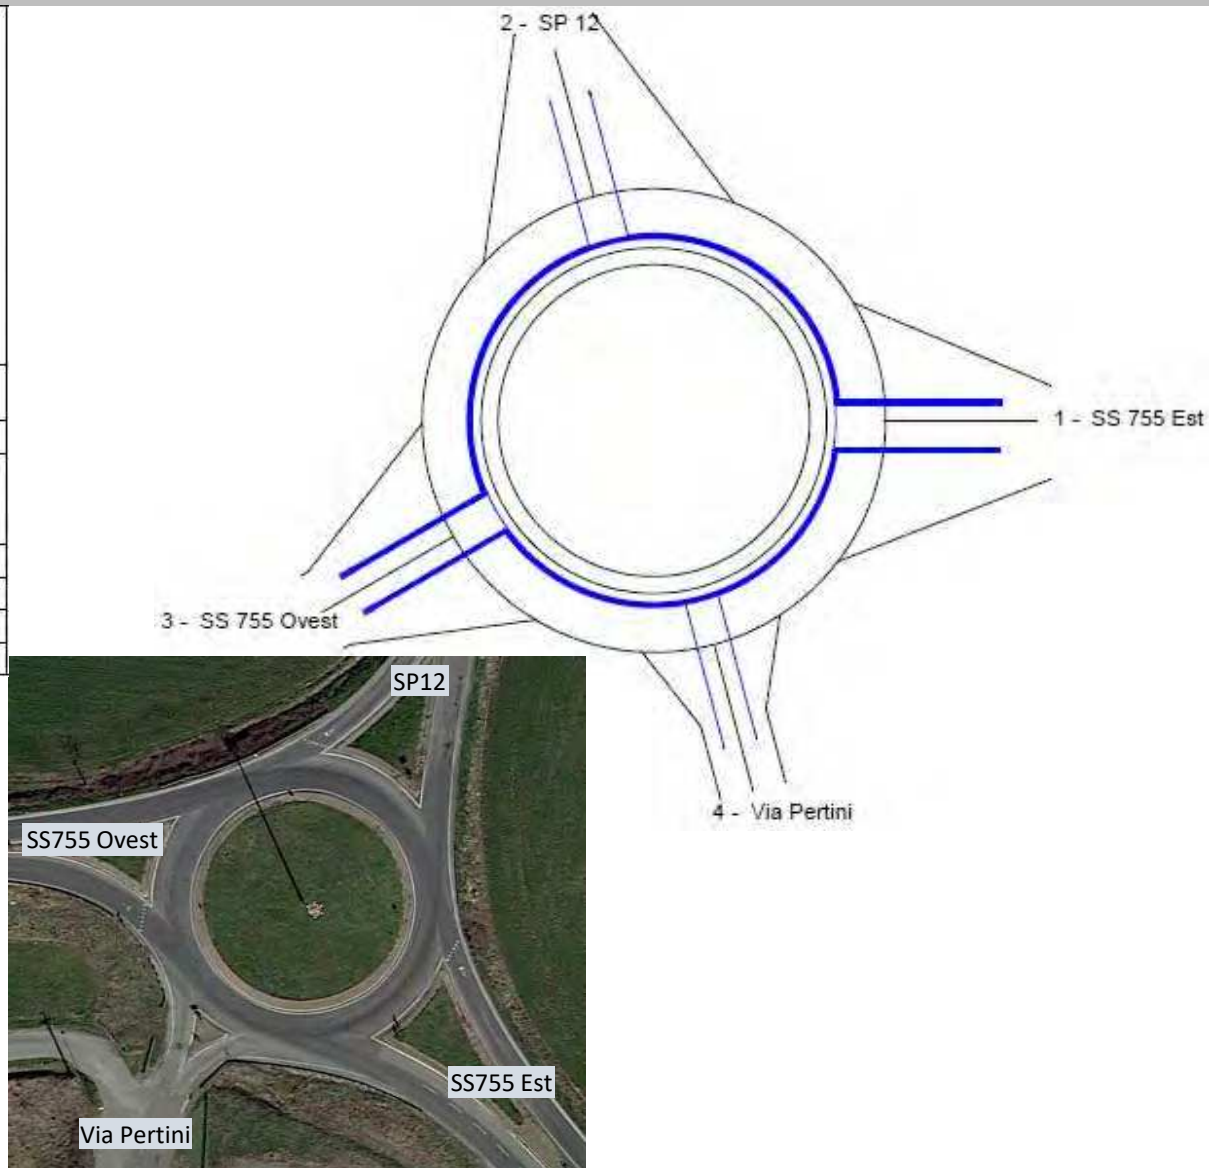 2 - SP 12
1 - SS 755 Est
3 - SS 755 Ovest
4 - Via Pertini
SP12
SS755 Ovest
SS755 Est
Via Pertini